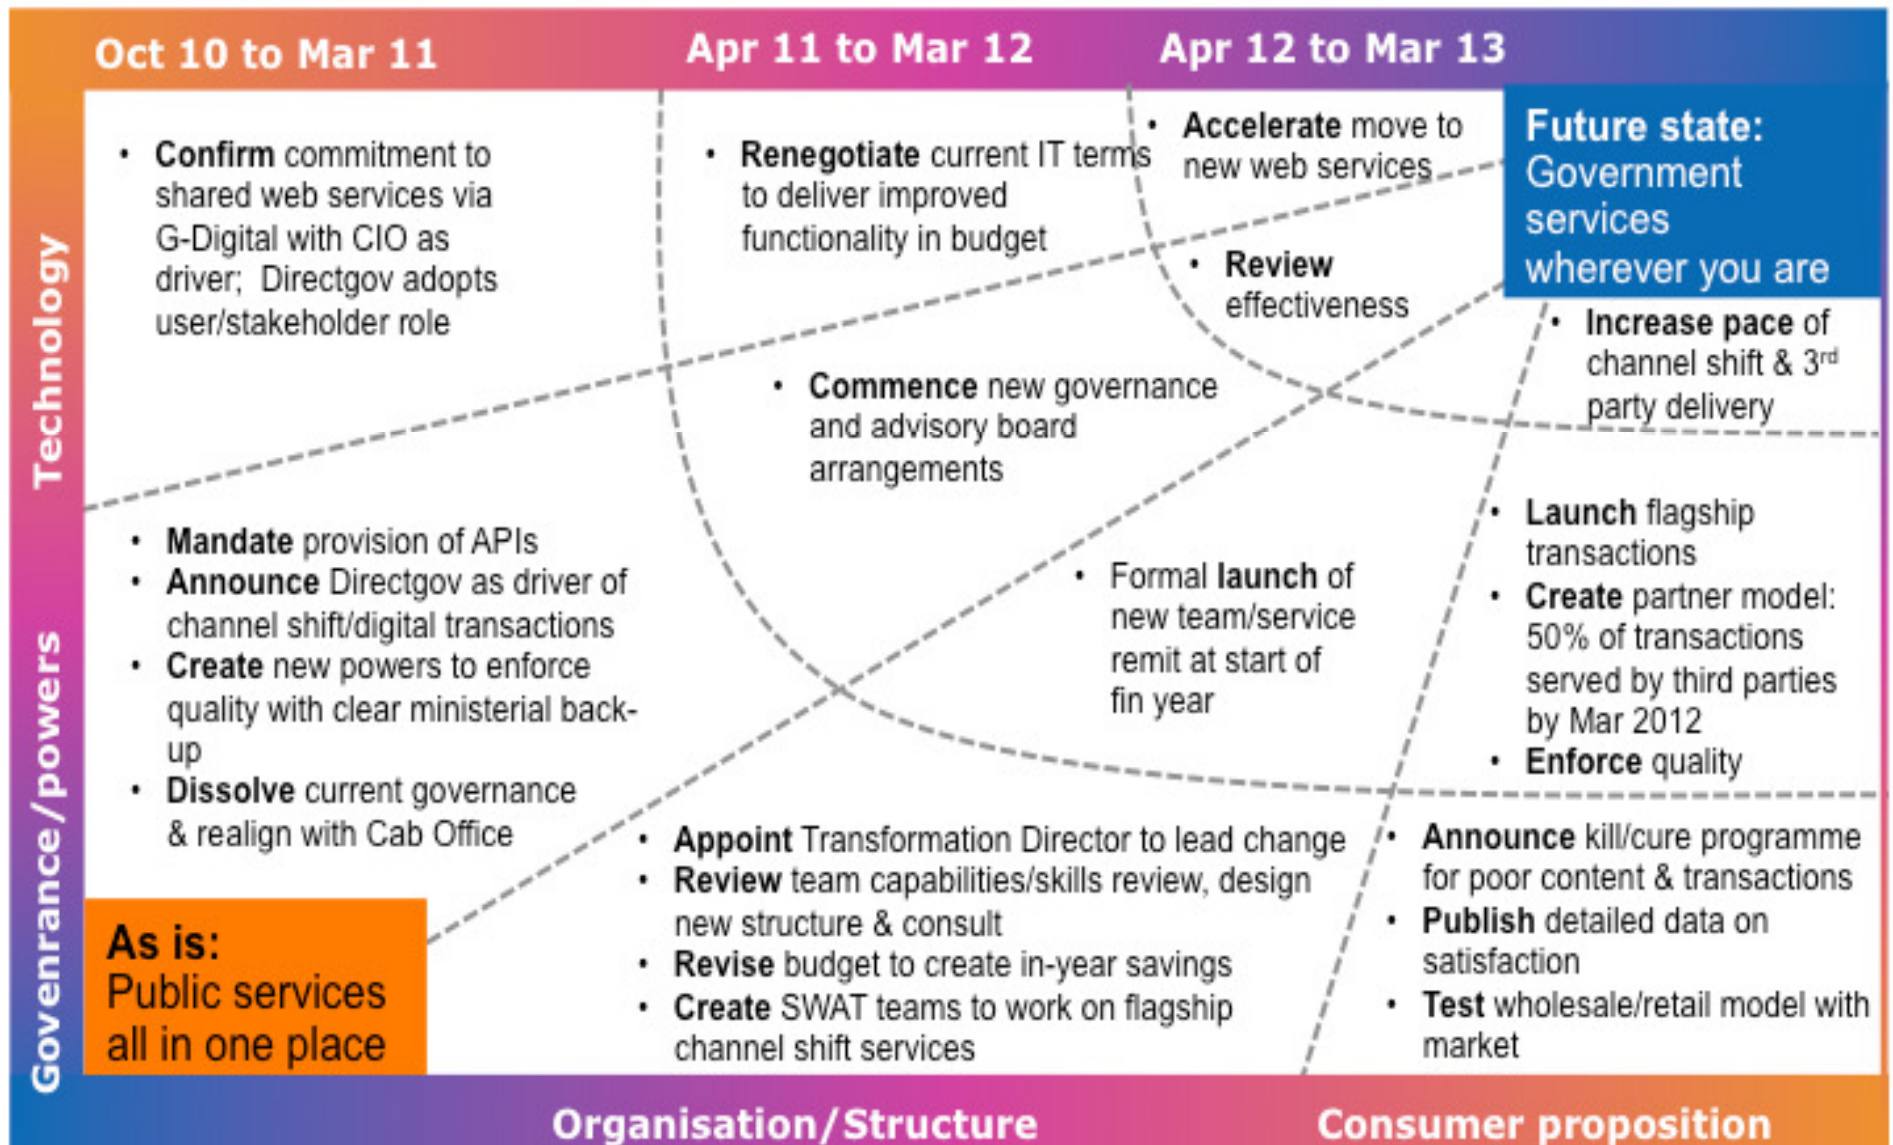 Oct 10 to Mar 11
Apr 11 to Mar 12
Apr 12 to Mar 13
Technology
Govenrance/powers
• Confirm commitment to
shared web services via
G-Digital with CIO as
driver;  Directgov adopts
user/stakeholder role
• Renegotiate current IT terms
to deliver improved
functionality in budget
• Accelerate move to
new web services
Future state:
Government
services
wherever you are
• Review
effectiveness
• Increase pace of
channel shift & 3rd
party delivery
• Commence new governance
and advisory board
arrangements
• Mandate provision of APIs
• Announce Directgov as driver of
channel shift/digital transactions
• Create new powers to enforce
quality with clear ministerial back-
up
• Dissolve current governance
& realign with Cab Office
• Formal launch of
new team/service
remit at start of
fin year
• Launch flagship
transactions
• Create partner model:
50% of transactions
served by third parties
by Mar 2012
• Enforce quality
As is:
Public services
all in one place
• Appoint Transformation Director to lead change
• Review team capabilities/skills review, design
new structure & consult
• Revise budget to create in-year savings
• Create SWAT teams to work on flagship
channel shift services
• Announce kill/cure programme
for poor content & transactions
• Publish detailed data on
satisfaction
• Test wholesale/retail model with
market
Organisation/Structure
Consumer proposition